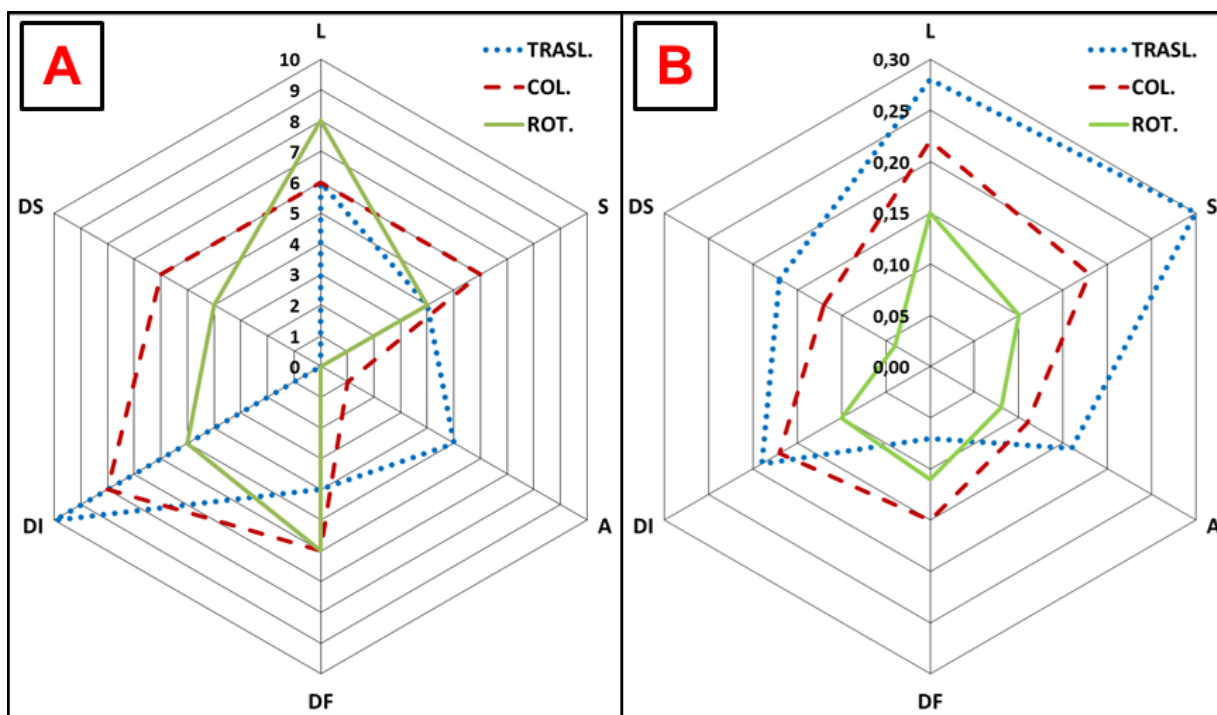 A
L
TRASL.
COL.
ROT.
10
9
8
7
6
5
4
3
2
1
0
DS
S
DI
A
DF
B
L
TRASL.
COL.
ROT.
0,30
0,25
0,20
0,15
0,10
0,05
0,00
DS
S
DI
A
DF